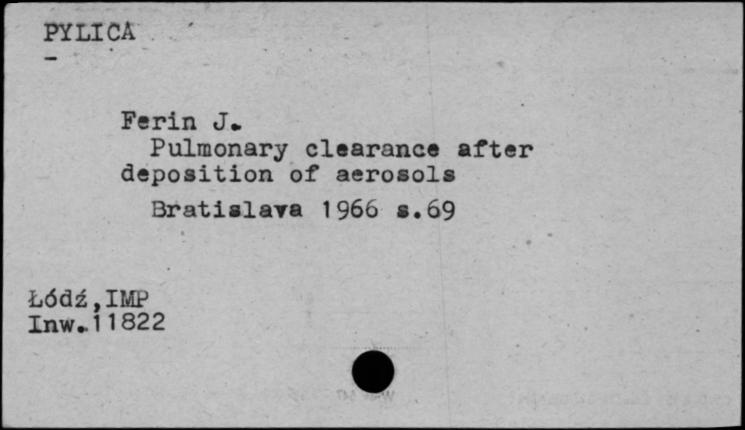 PYLICA
-
Ferin J.
Pulmonary clearance after
deposition of aerosols
Bratislava 1966 s.69
Łódź,IMP
Inw.11822